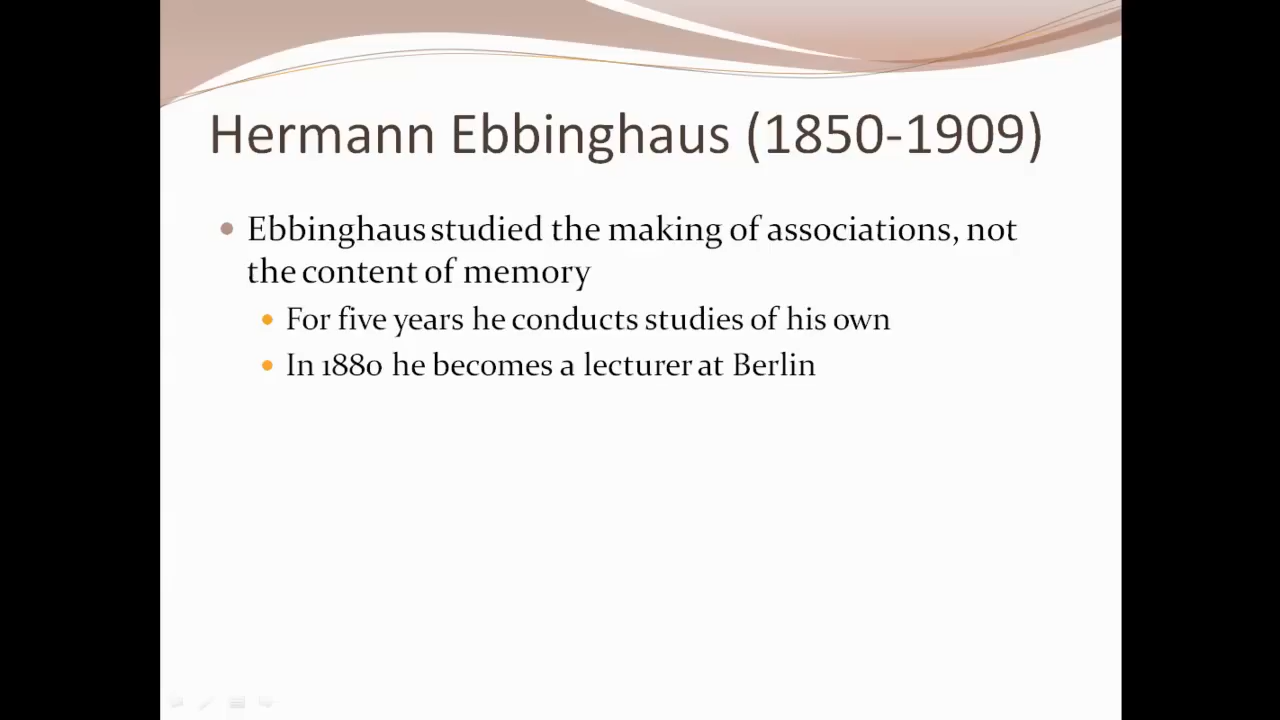 Hermann Ebbinghaus (1850-1909)
Ebbinghaus studied the making of associations, not
the content of memory
For five years he conducts studies of his own
In 1880 he becomes a lecturer at Berlin